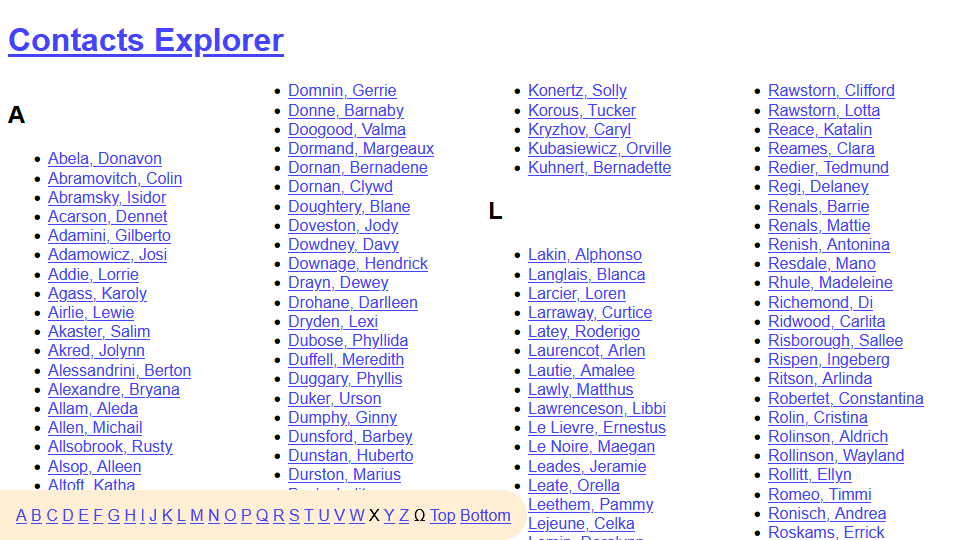 Contacts Explorer
A
Abela, Donavon
Abramovitch, Colin
Abramsky, Isidor
Acarson, Dennet
Adamini, Gilberto
Adamowicz, Josi
Addie, Lorrie
Agass, Karoly
Airlie, Lewie
Akaster, Salim
Akred, Jolynn
Alessandrini, Berton
Alexandre, Bryana
Allam, Aleda
Allen, Michail
Allsobrook, Rusty
Alsop, Alleen
Altoft, Katha
Domnin, Gerrie
Donne, Barnaby
Doogood, Valma
Dormand, Margeaux
Dornan, Bernadene
Dornan, Clywd
Doughtery, Blane
Doveston, Jody
Dowdney, Davy
Downage, Hendrick
Drayn, Dewey
Drohane, Darlleen
Dryden, Lexi
Dubose, Phyllida
Duffell, Meredith
Duggary, Phyllis
Duker, Urson
Dumphy, Ginny
Dunsford, Barbey
Dunstan, Huberto
Durston, Marius
Konertz, Solly
Korous, Tucker
Kryzhov, Caryl
Kubasiewicz, Orville
Kuhnert, Bernadette
L
Lakin, Alphonso
Langlais, Blanca
Larcier, Loren
Larraway, Curtice
Latey, Roderigo
Laurencot, Arlen
Lautie, Amalee
Lawly, Matthus
Lawrenceson, Libbi
Le Lievre, Ernestus
Le Noire, Maegan
Leades, Jeramie
Leate, Orella
Leethem, Pammy
Lejeune, Celka
Rawstorn, Clifford
Rawstorn, Lotta
Reace, Katalin
Reames, Clara
Redier, Tedmund
Regi, Delaney
Renals, Barrie
Renals, Mattie
Renish, Antonina
Resdale, Mano
Rhule, Madeleine
Richemond, Di
Ridwood, Carlita
Risborough, Sallee
Rispen, Ingeberg
Ritson, Arlinda
Robertet, Constantina
Rolin, Cristina
Rolinson, Aldrich
Rollinson, Wayland
Rollitt, Ellyn
Romeo, Timmi
Ronisch, Andrea
Roskams, Errick
A B C D E F G H I J K L M N O P Q R S T U V W X Y Z Ω Top Bottom